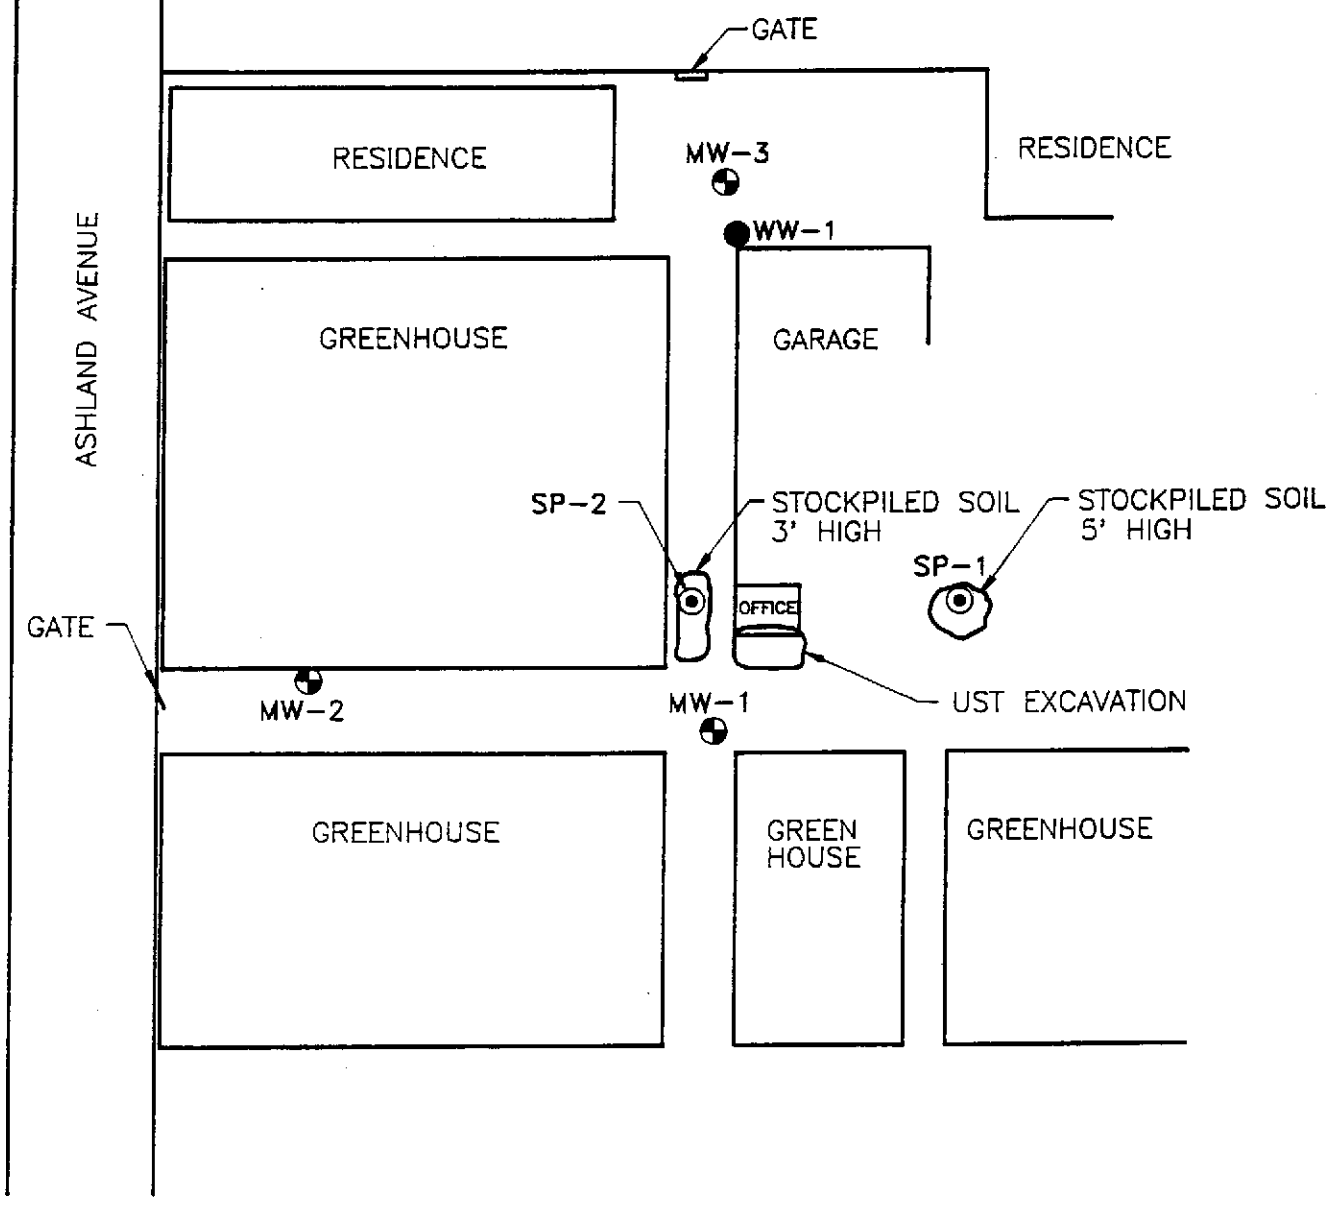 GATE
RESIDENCE
MW-3
RESIDENCE
WW-1
ASHLAND AVENUE
GREENHOUSE
GARAGE
SP-2
STOCKPILED SOIL
3' HIGH
STOCKPILED SOIL
5' HIGH
SP-1
OFFICE
GATE
MW-2
MW-1
UST EXCAVATION
GREENHOUSE
GREEN
HOUSE
GREENHOUSE